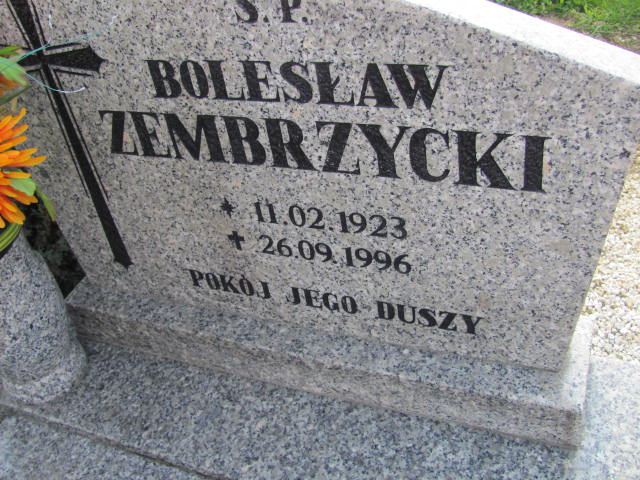 Ś.P.
BOLESŁAW
ZEMBRZYCKI
* 11.02.1923
✝ 26.09.1996
POKÓJ JEGO DUSZY